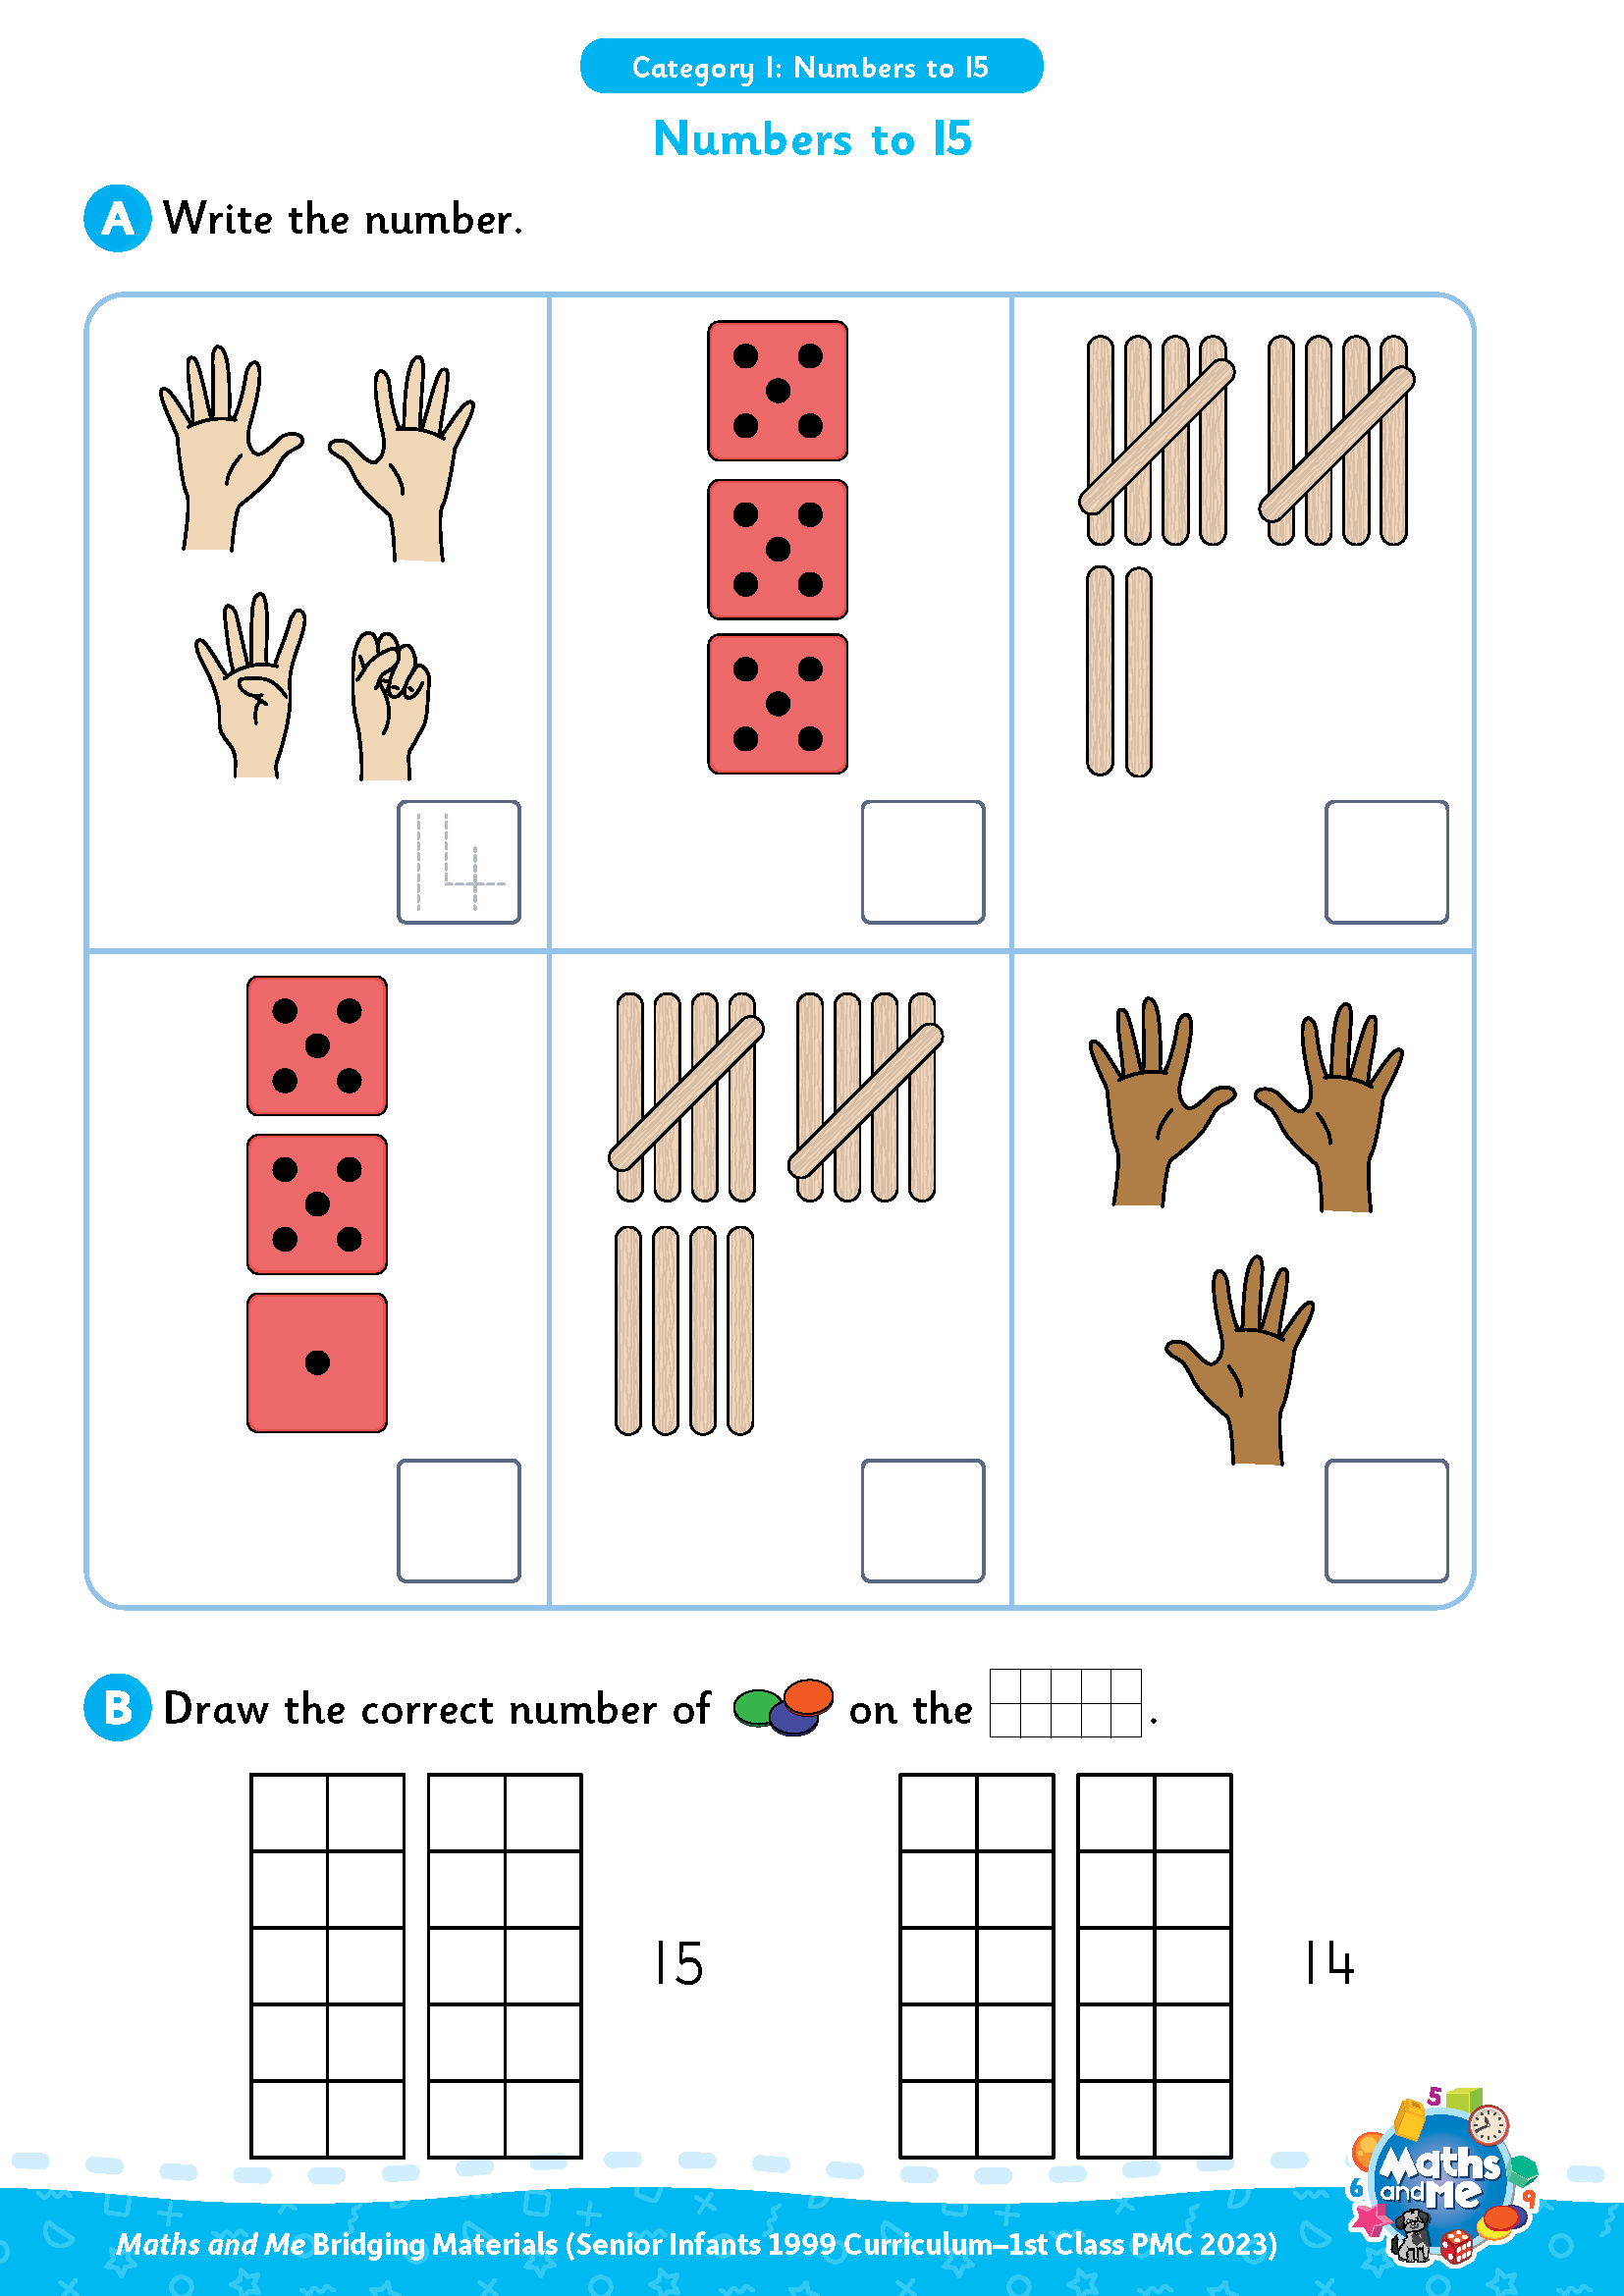 Category 1: Numbers to 15
Numbers to 15
A Write the number.
14
B Draw the correct number of on the .
15
14
5
6
9
Maths
and Me
Maths and Me Bridging Materials (Senior Infants 1999 Curriculum–1st Class PMC 2023)